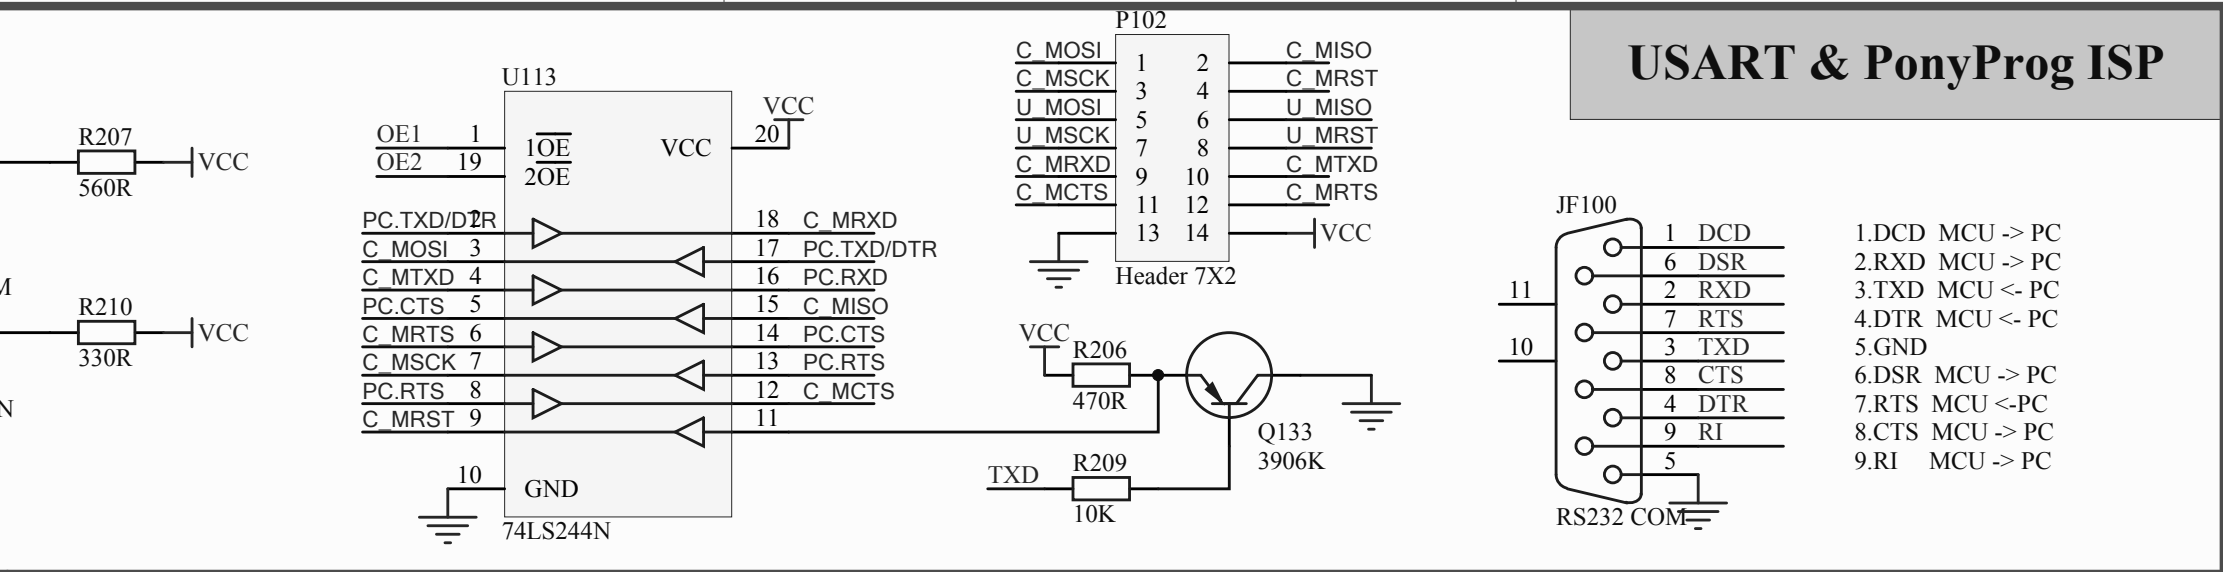 USART & PonyProg ISP
R207
560R
VCC
M
R210
330R
VCC
N
U113
OE1 1 1OE
OE2 19 2OE
VCC 20 VCC
PC.TXD/DTR 2 18 C_MRXD
C_MOSI 3 17 PC.TXD/DTR
C_MTXD 4 16 PC.RXD
PC.CTS 5 15 C_MISO
C_MRTS 6 14 PC.CTS
C_MSCK 7 13 PC.RTS
PC.RTS 8 12 C_MCTS
C_MRST 9 11
10 GND
74LS244N
P102
C_MOSI 1 2 C_MISO
C_MSCK 3 4 C_MRST
U_MOSI 5 6 U_MISO
U_MSCK 7 8 U_MRST
C_MRXD 9 10 C_MTXD
C_MCTS 11 12 C_MRTS
13 14 VCC
Header 7X2
VCC
R206
470R
Q133
3906K
TXD
R209
10K
JF100
11
10
1 DCD
6 DSR
2 RXD
7 RTS
3 TXD
8 CTS
4 DTR
9 RI
5
RS232 COM
1.DCD MCU -> PC
2.RXD MCU -> PC
3.TXD MCU <- PC
4.DTR MCU <- PC
5.GND
6.DSR MCU -> PC
7.RTS MCU <-PC
8.CTS MCU -> PC
9.RI MCU -> PC